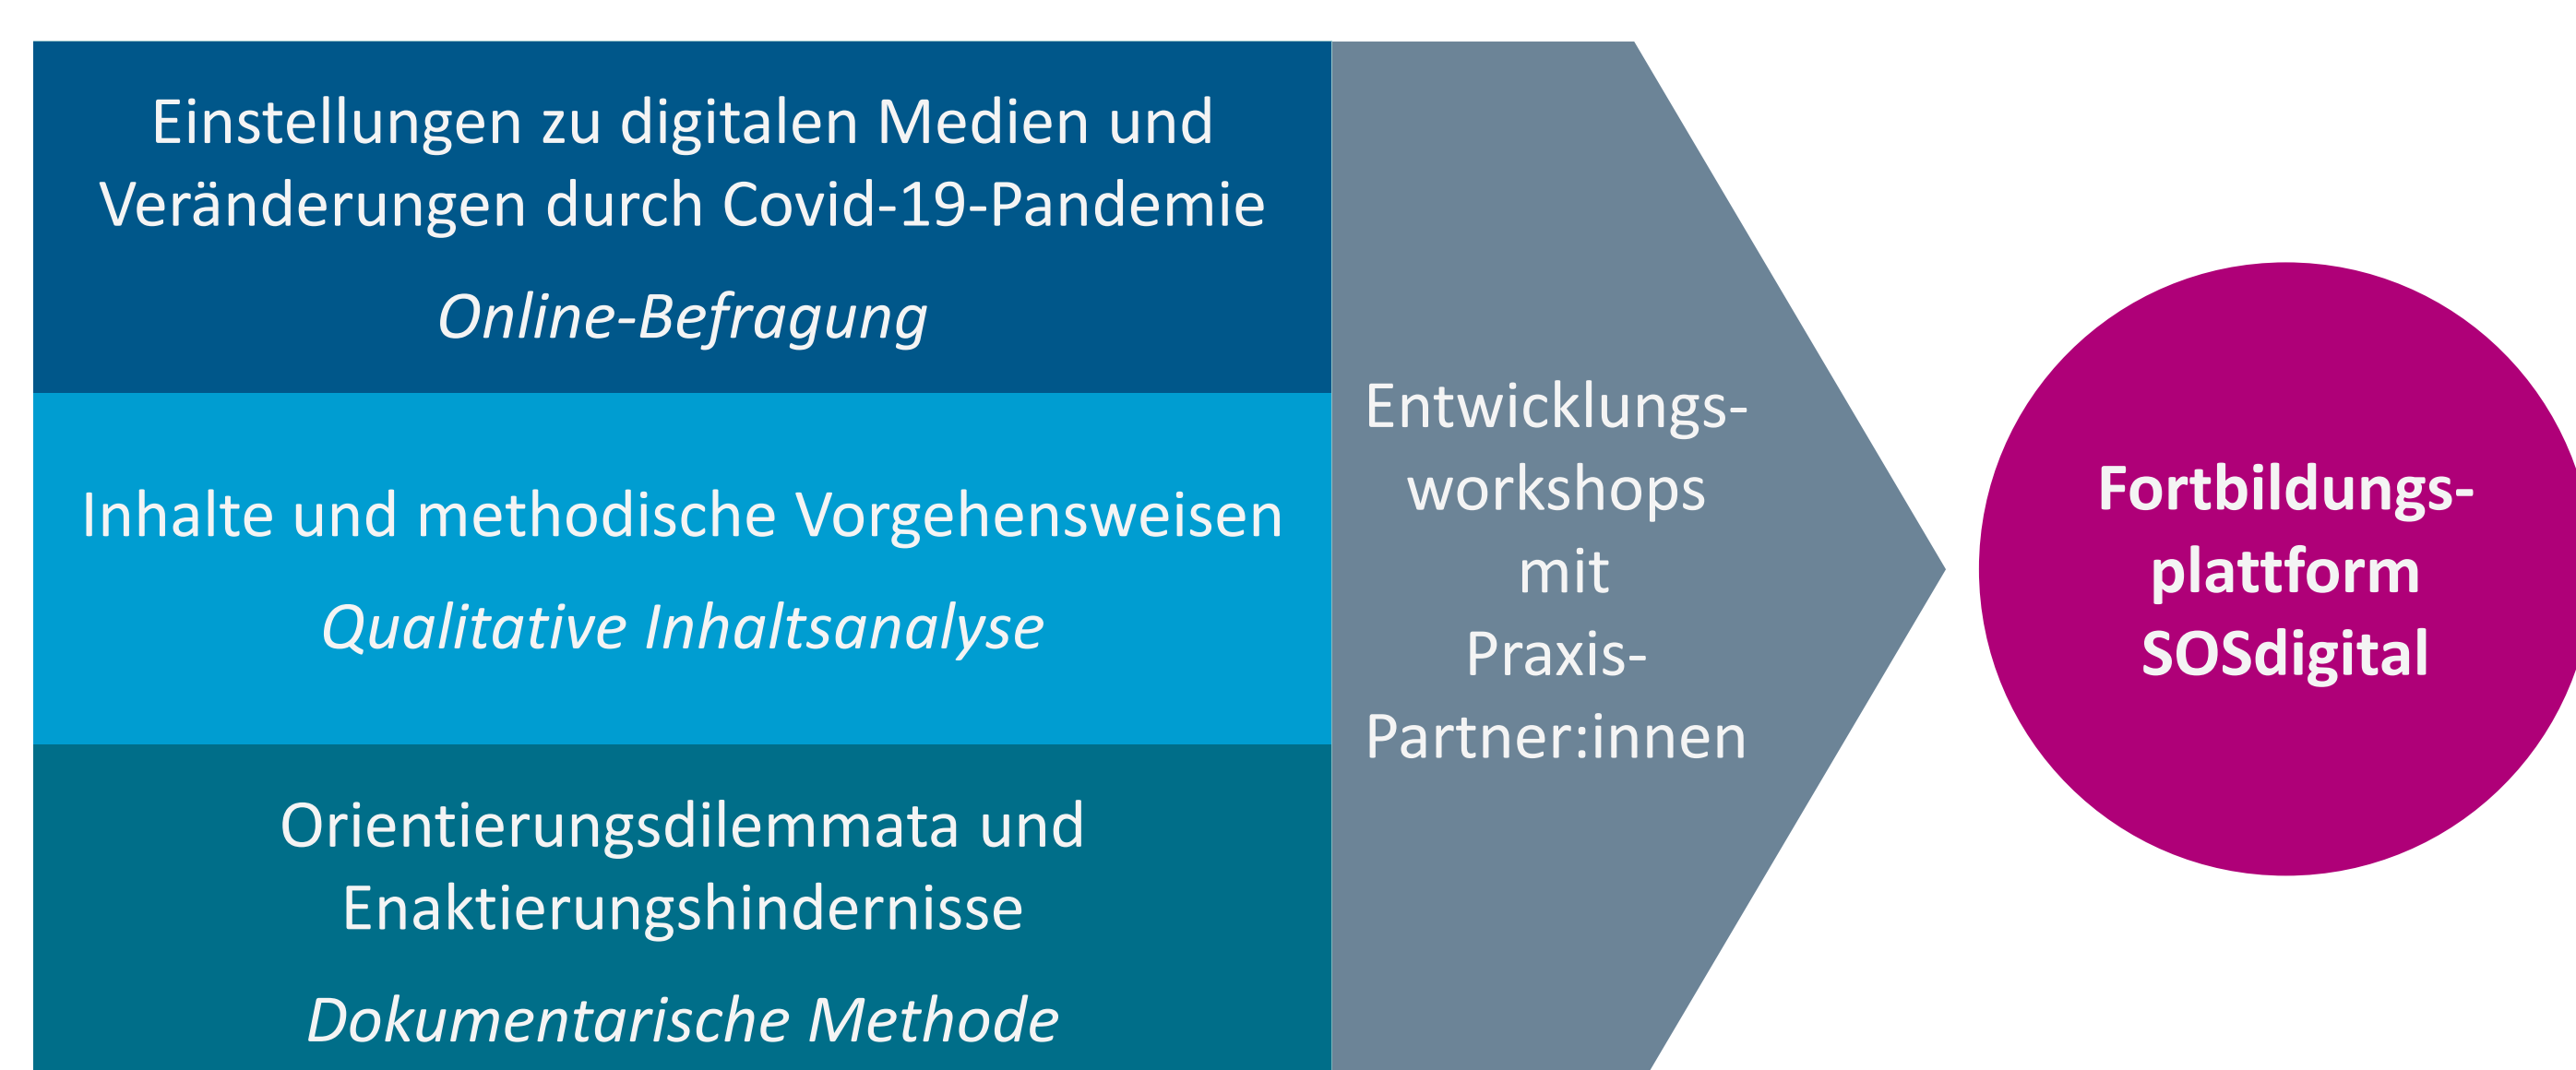 Einstellungen zu digitalen Medien und
Veränderungen durch Covid-19-Pandemie
Online-Befragung
Inhalte und methodische Vorgehensweisen
Qualitative Inhaltsanalyse
Orientierungsdilemmata und
Enaktierungshindernisse
Dokumentarische Methode
Entwicklungs-
workshops
mit
Praxis-
Partner:innen
Fortbildungs-
plattform
SOSdigital